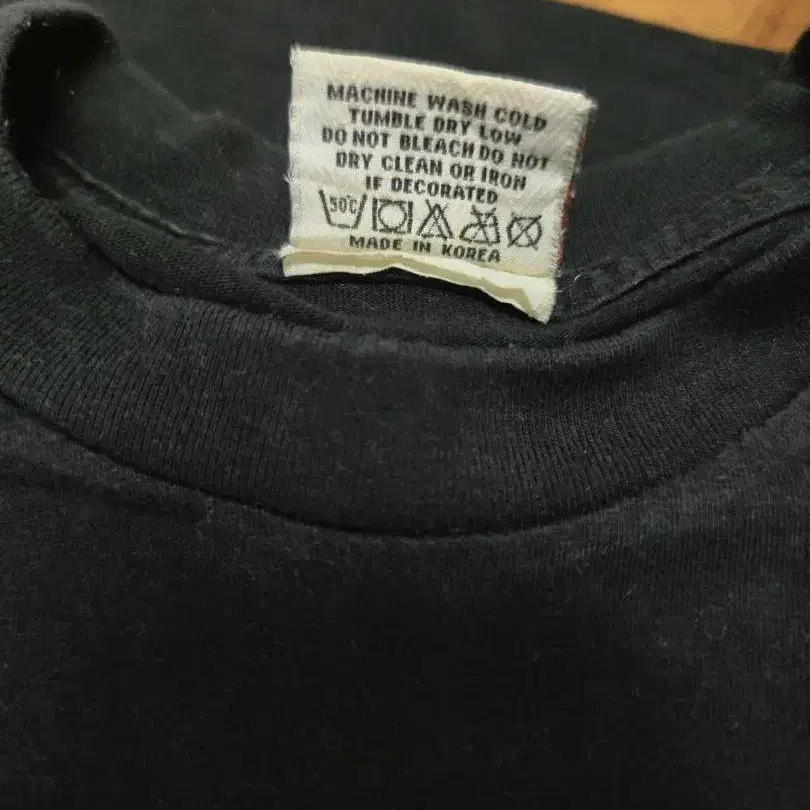 MACHINE WASH COLD
TUMBLE DRY LOW
DO NOT BLEACH DO NOT
DRY CLEAN OR IRON
IF DECORATED
50°C
MADE IN KOREA